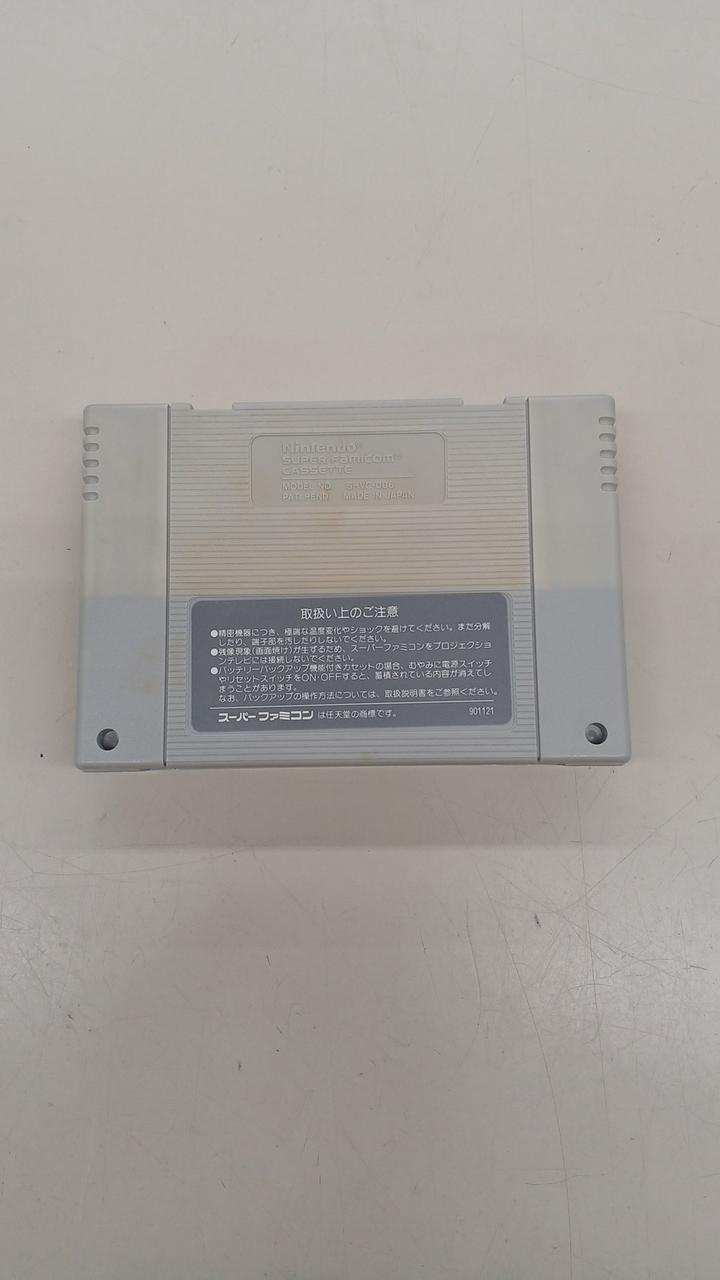 Nintendo®
SUPER Famicom®
CASSETTE
MODEL NO. SHVC-006
PAT. PEND. MADE IN JAPAN
取扱い上のご注意
●精密機器につき、極端な温度変化やショックを避けてください。また分解
したり、端子部を汚したりしないでください。
●残像現象(画面焼け)が生ずるため、スーパーファミコンをプロジェクショ
ンテレビには接続しないでください。
●バッテリーバックアップ機能付きカセットの場合、むやみに電源スイッチ
やリセットスイッチをON・OFFすると、蓄積されている内容が消えてし
まうことがあります。
なお、バックアップの操作方法については、取扱説明書をご参照ください。
スーパーファミコン は任天堂の商標です。 901121